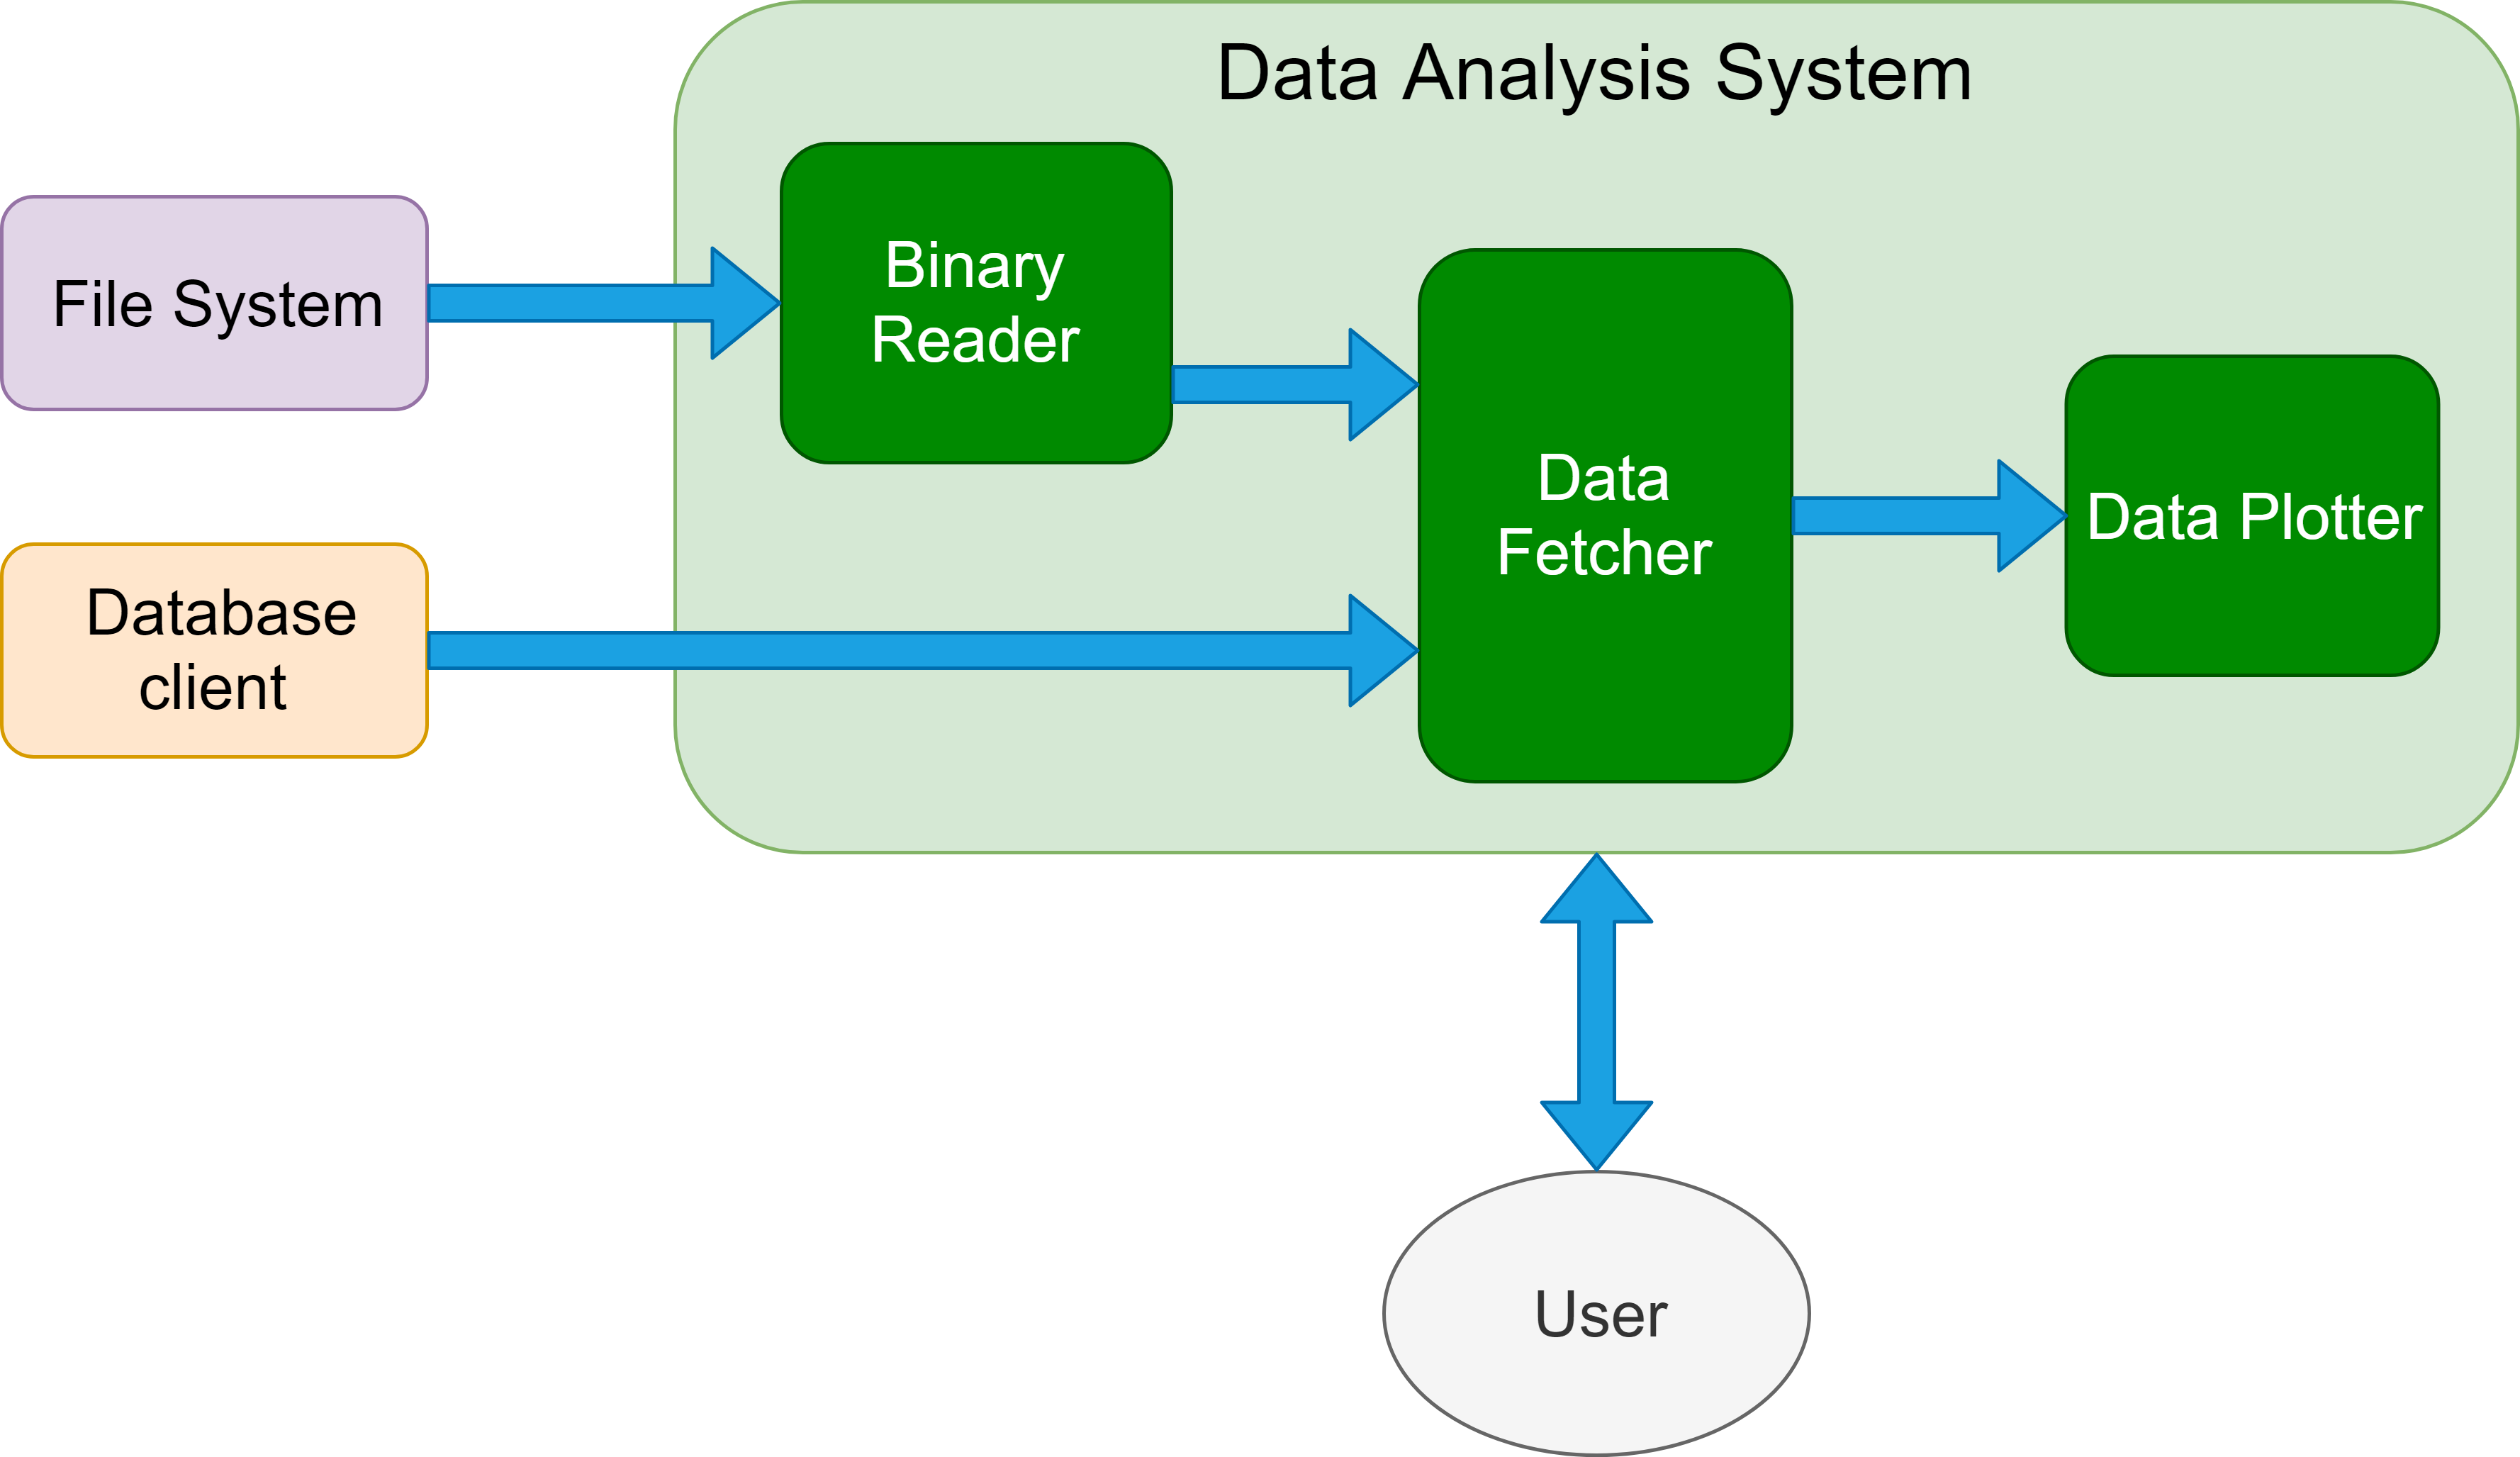 Data Analysis System
File System
Binary
Reader
Data
Fetcher
Data Plotter
Database
client
User